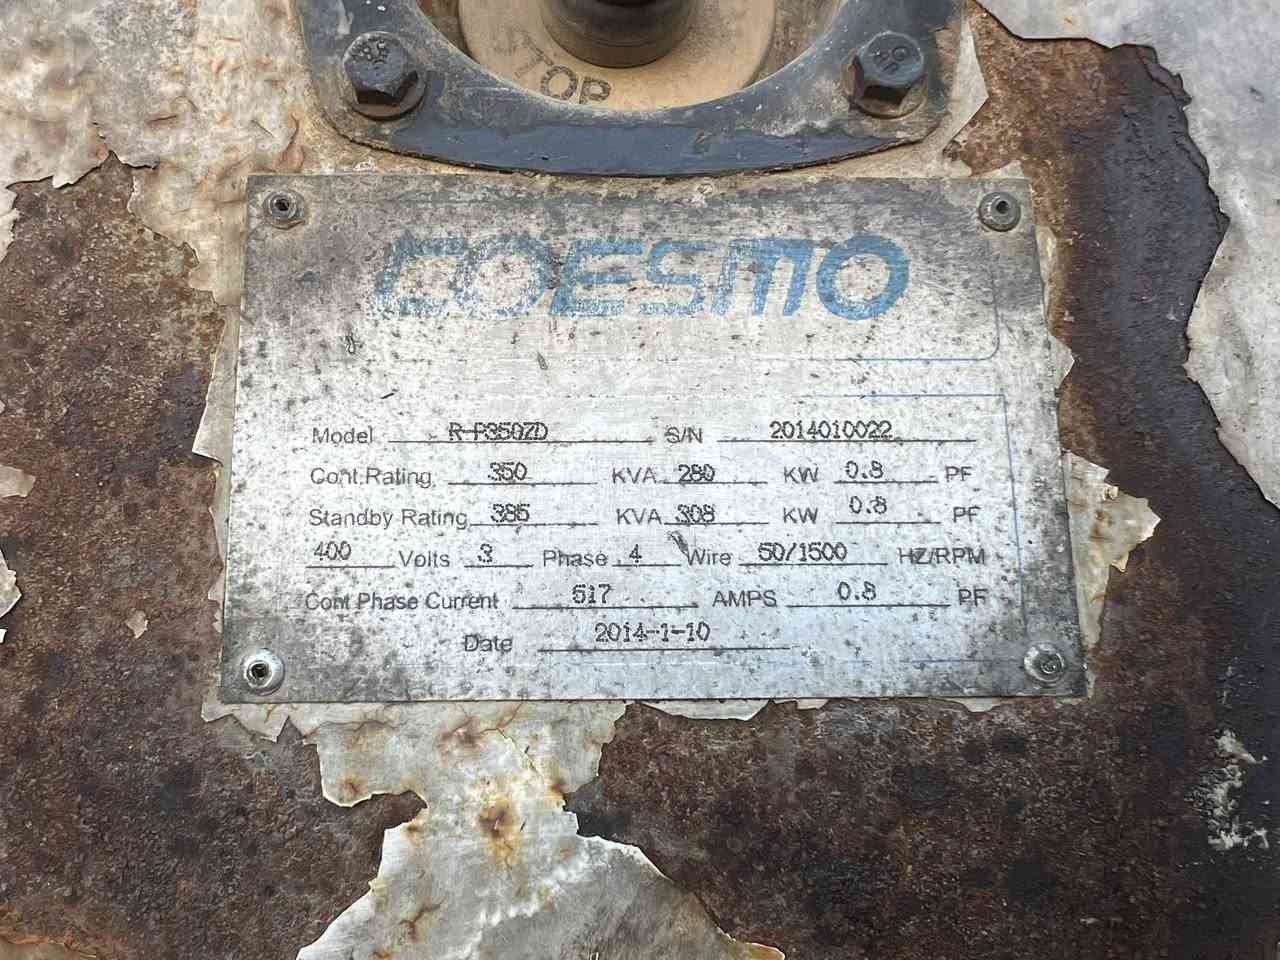 TOP
COESMO
Model R-P350ZD S/N 2014010022
Cont.Rating 350 KVA 280 KW 0.8 PF
Standby Rating 385 KVA 308 KW 0.8 PF
400 Volts 3 Phase 4 Wire 50/1500 HZ/RPM
Cont Phase Current 517 AMPS 0.8 PF
Date 2014-1-10